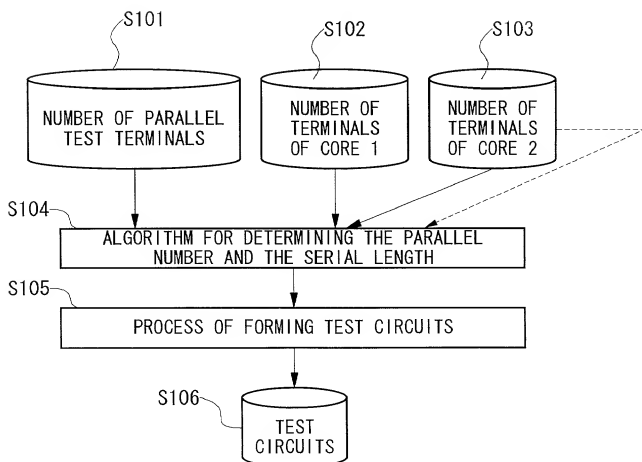 S101
S102
S103
NUMBER OF PARALLEL
TEST TERMINALS
NUMBER OF
TERMINALS
OF CORE 1
NUMBER OF
TERMINALS
OF CORE 2
S104
ALGORITHM FOR DETERMINING THE PARALLEL
NUMBER AND THE SERIAL LENGTH
S105
PROCESS OF FORMING TEST CIRCUITS
S106
TEST
CIRCUITS